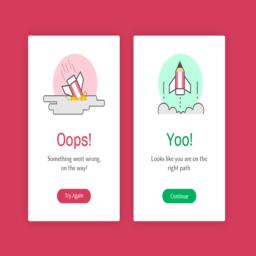 Oops!
Something went wrong,
on the way!
Try Again
Yoo!
Looks like you are on the
right path
Continue